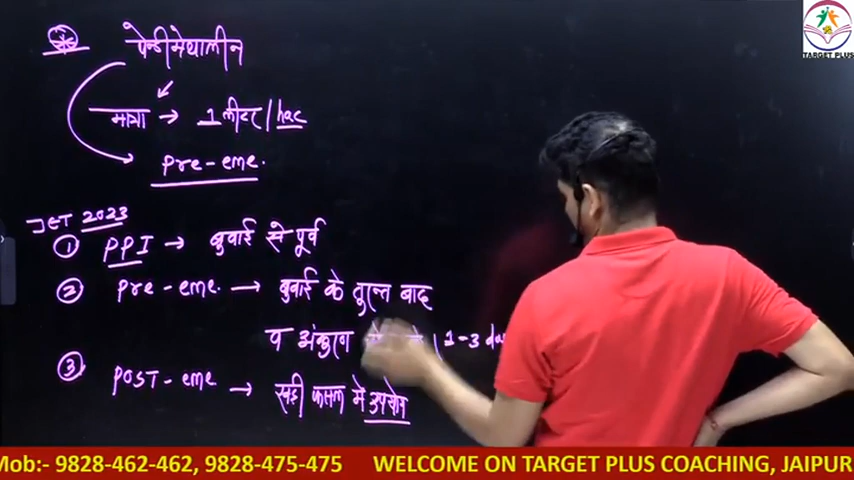 पेन्डीमेथालीन
मात्रा → 1 लीटर / hac
Pre-eme.
JET 2023
① PPI → बुवाई से पूर्व
② Pre-eme. → बुवाई के तुरन्त बाद
व अंकुरण 1-3
③ POST-eme → खड़ी फसल में उपयोग
TARGET PLUS
Mob:- 9828-462-462, 9828-475-475 WELCOME ON TARGET PLUS COACHING, JAIPUR